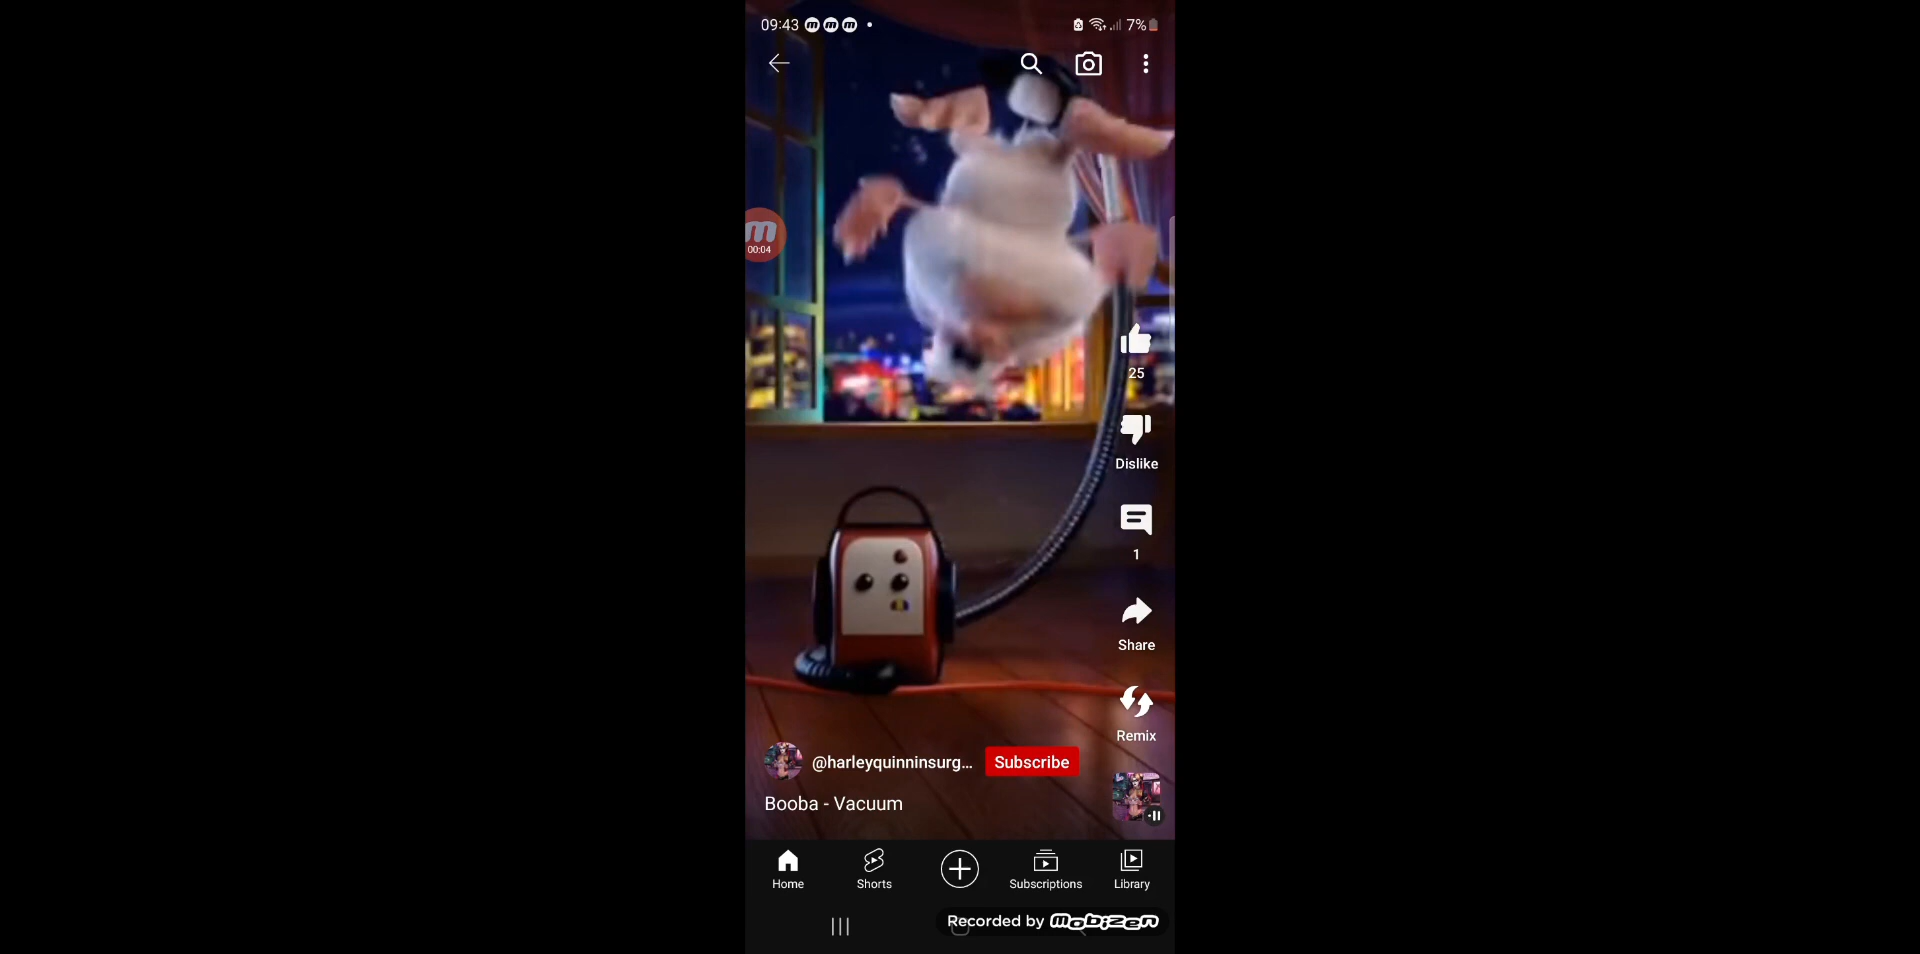 09:43
7%
00:04
25
Dislike
1
Share
Remix
@harleyquinninsurg...
Subscribe
Booba - Vacuum
Home
Shorts
Subscriptions
Library
Recorded by mobizen